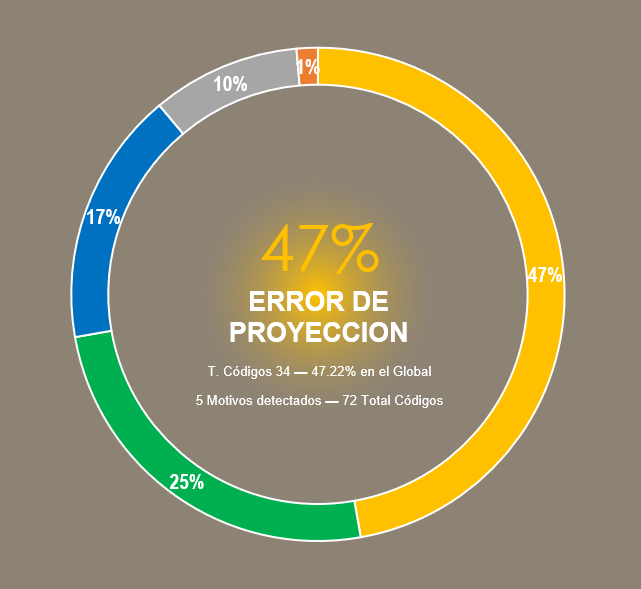 1%
10%
17%
47%
47%
ERROR DE
PROYECCION
T. Códigos 34 — 47.22% en el Global
5 Motivos detectados — 72 Total Códigos
25%